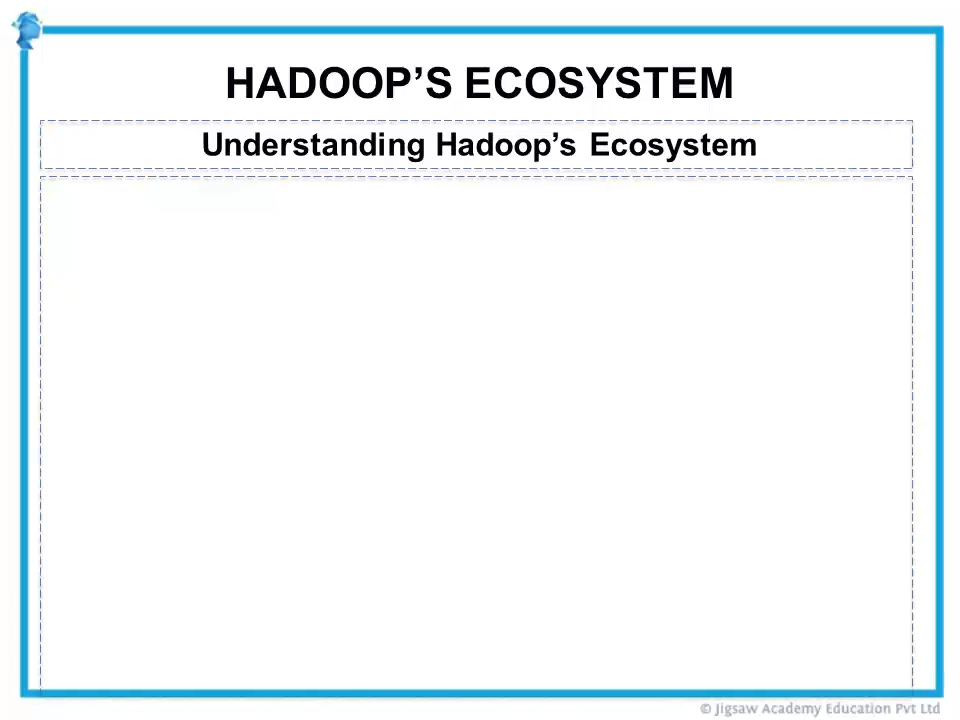 HADOOP’S ECOSYSTEM
Understanding Hadoop’s Ecosystem
© Jigsaw Academy Education Pvt Ltd